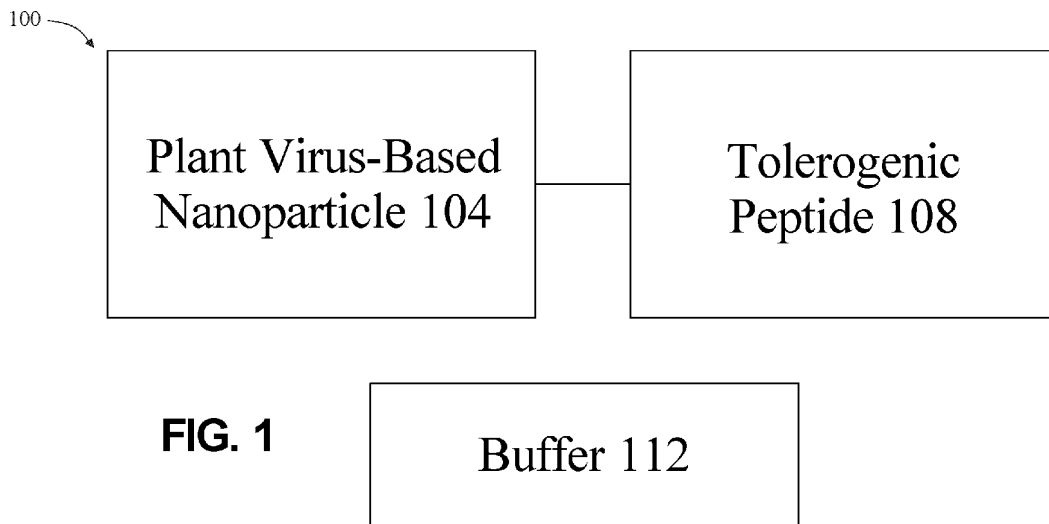 100
Plant Virus-Based
Nanoparticle 104
Tolerogenic
Peptide 108
FIG. 1
Buffer 112